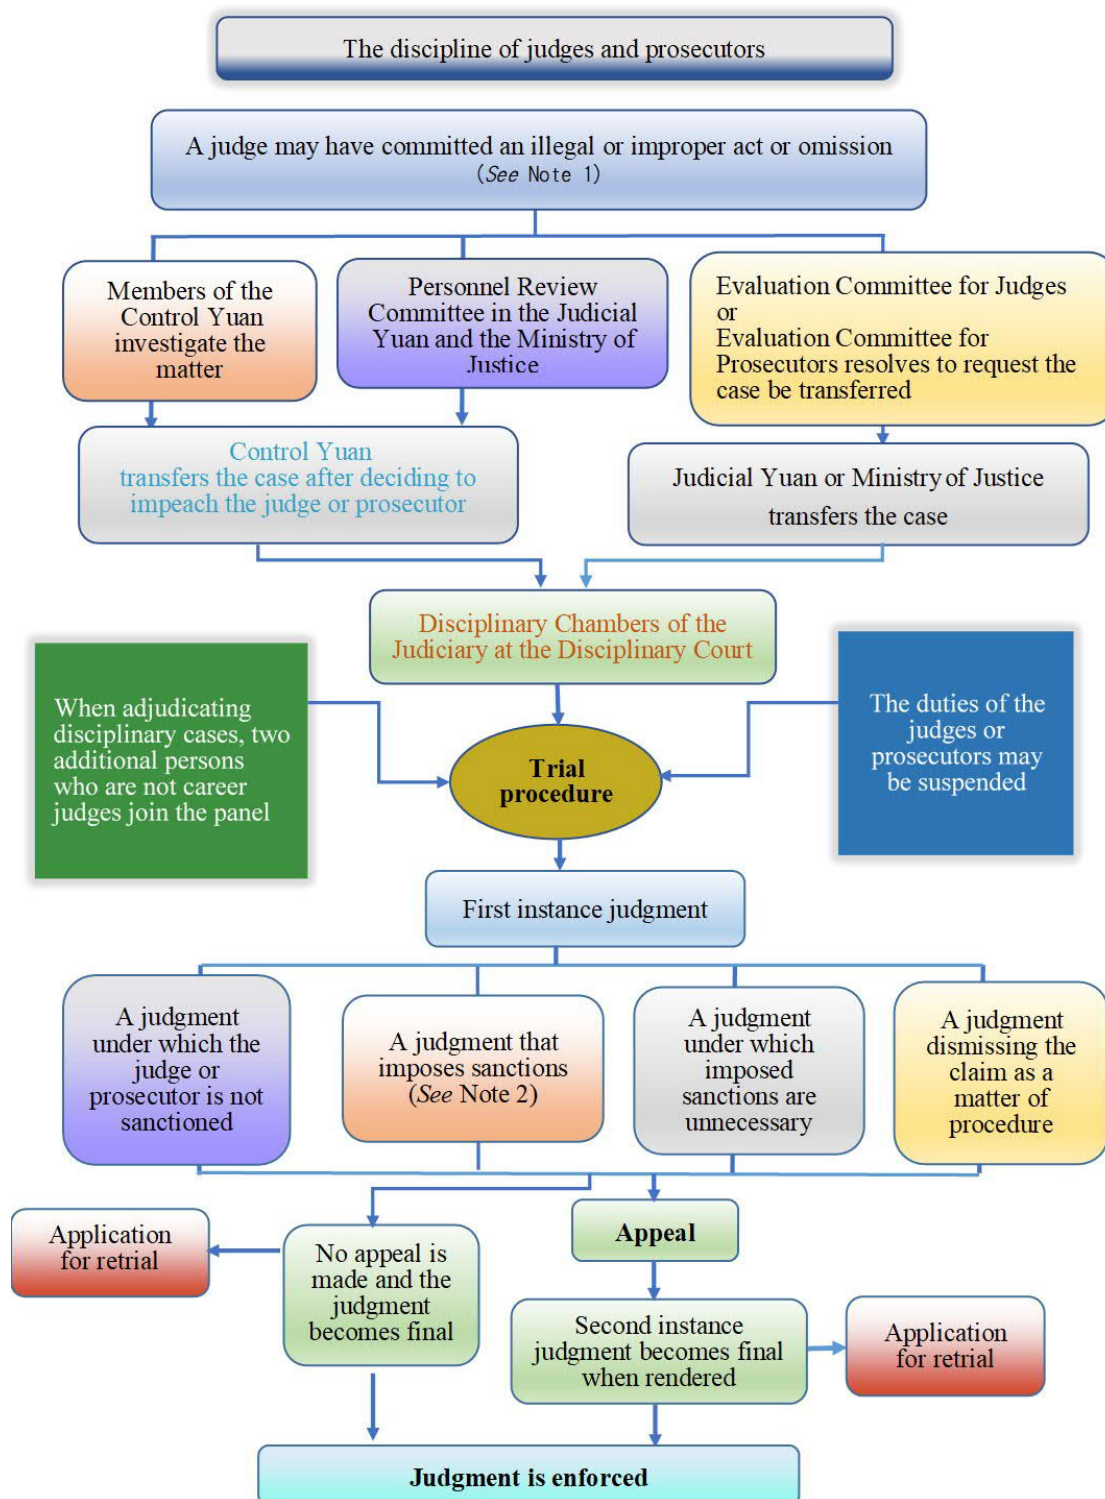 The discipline of judges and prosecutors
A judge may have committed an illegal or improper act or omission
(See Note 1)
Members of the
Control Yuan
investigate the
matter
Personnel Review
Committee in the Judicial
Yuan and the Ministry of
Justice
Evaluation Committee for Judges
or
Evaluation Committee for
Prosecutors resolves to request the
case be transferred
Control Yuan
transfers the case after deciding to
impeach the judge or prosecutor
Judicial Yuan or Ministry of Justice
transfers the case
Disciplinary Chambers of the
Judiciary at the Disciplinary Court
When adjudicating
disciplinary cases, two
additional persons
who are not career
judges join the panel
Trial
procedure
The duties of the
judges or
prosecutors may
be suspended
First instance judgment
A judgment
under which the
judge or
prosecutor is not
sanctioned
A judgment that
imposes sanctions
(See Note 2)
A judgment
under which
imposed
sanctions are
unnecessary
A judgment
dismissing the
claim as a
matter of
procedure
Application
for retrial
No appeal is
made and the
judgment
becomes final
Appeal
Second instance
judgment becomes final
when rendered
Application
for retrial
Judgment is enforced